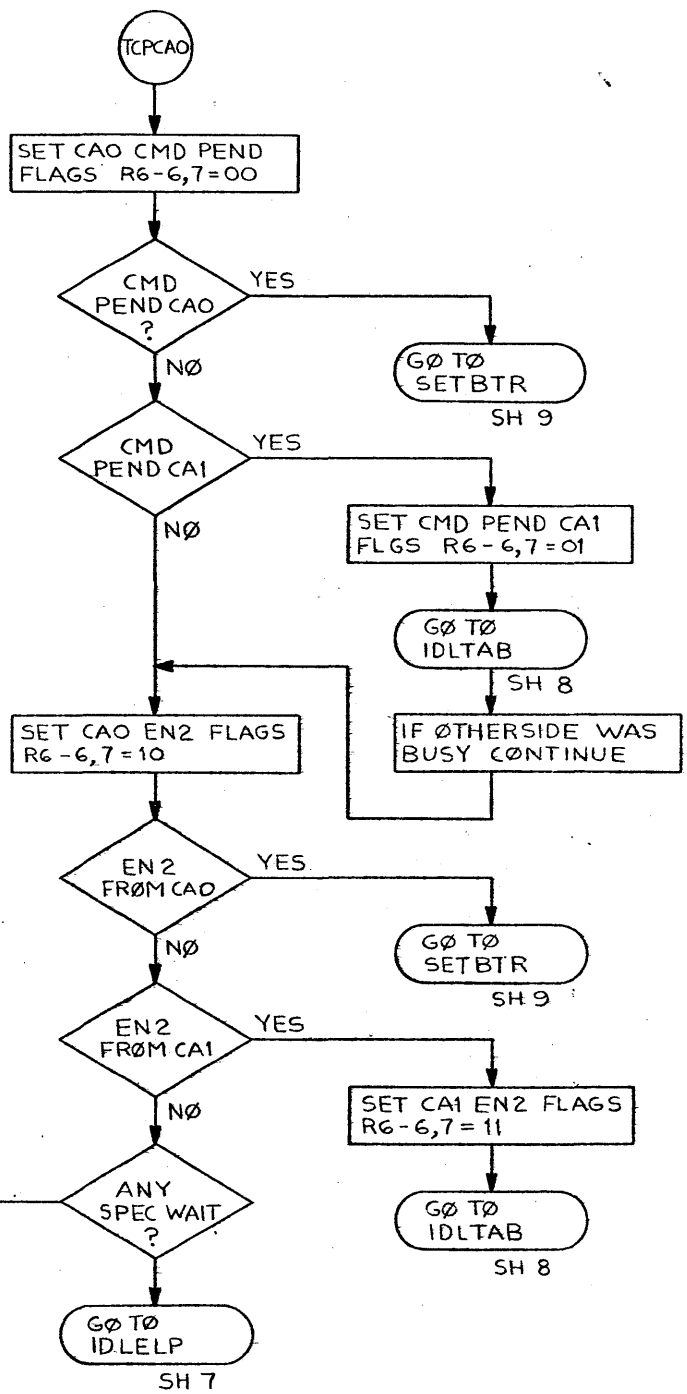 TCPCAO
SET CAO CMD PEND
FLAGS R6-6,7=00
CMD
PEND CAO
?
YES
NØ
GØ TØ
SETBTR
SH 9
CMD
PEND CA1
YES
NØ
SET CMD PEND CA1
FLGS R6-6,7=01
GØ TØ
IDLTAB
SH 8
IF ØTHERSIDE WAS
BUSY CØNTINUE
SET CAO EN2 FLAGS
R6-6,7=10
EN2
FRØM CAO
YES
NØ
GØ TØ
SETBTR
SH 9
EN2
FRØM CA1
YES
NØ
SET CA1 EN2 FLAGS
R6-6,7=11
GØ TØ
IDLTAB
SH 8
ANY
SPEC WAIT
?
GØ TØ
IDLELP
SH 7